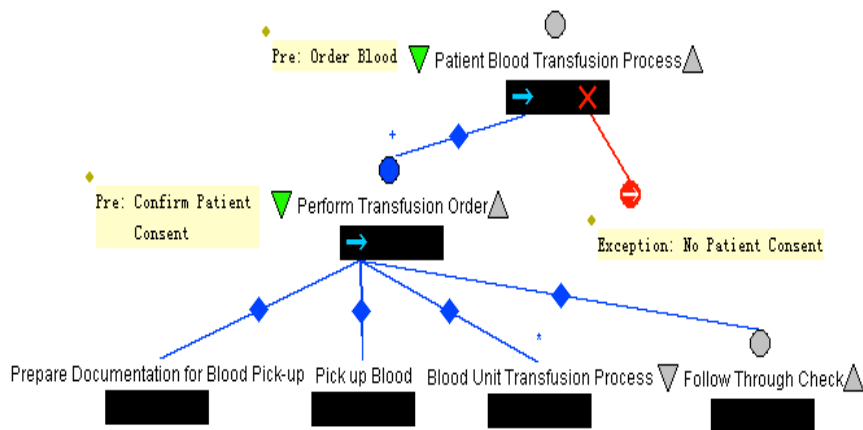 Pre: Order Blood
Patient Blood Transfusion Process
+
Pre: Confirm Patient
Consent
Perform Transfusion Order
Exception: No Patient Consent
*
Prepare Documentation for Blood Pick-up
Pick up Blood
Blood Unit Transfusion Process
Follow Through Check